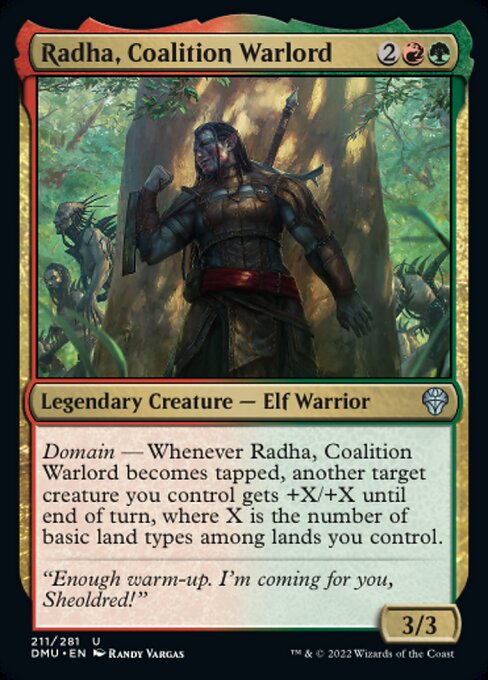 Radha, Coalition Warlord 2
Legendary Creature — Elf Warrior
Domain — Whenever Radha, Coalition
Warlord becomes tapped, another target
creature you control gets +X/+X until
end of turn, where X is the number of
basic land types among lands you control.
“Enough warm-up. I’m coming for you,
Sheoldred!”
3/3
211/281 U
DMU • EN Randy Vargas
™ & © 2022 Wizards of the Coast